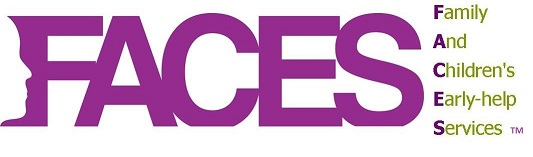 FACES
Family
And
Children's
Early-help
Services ™